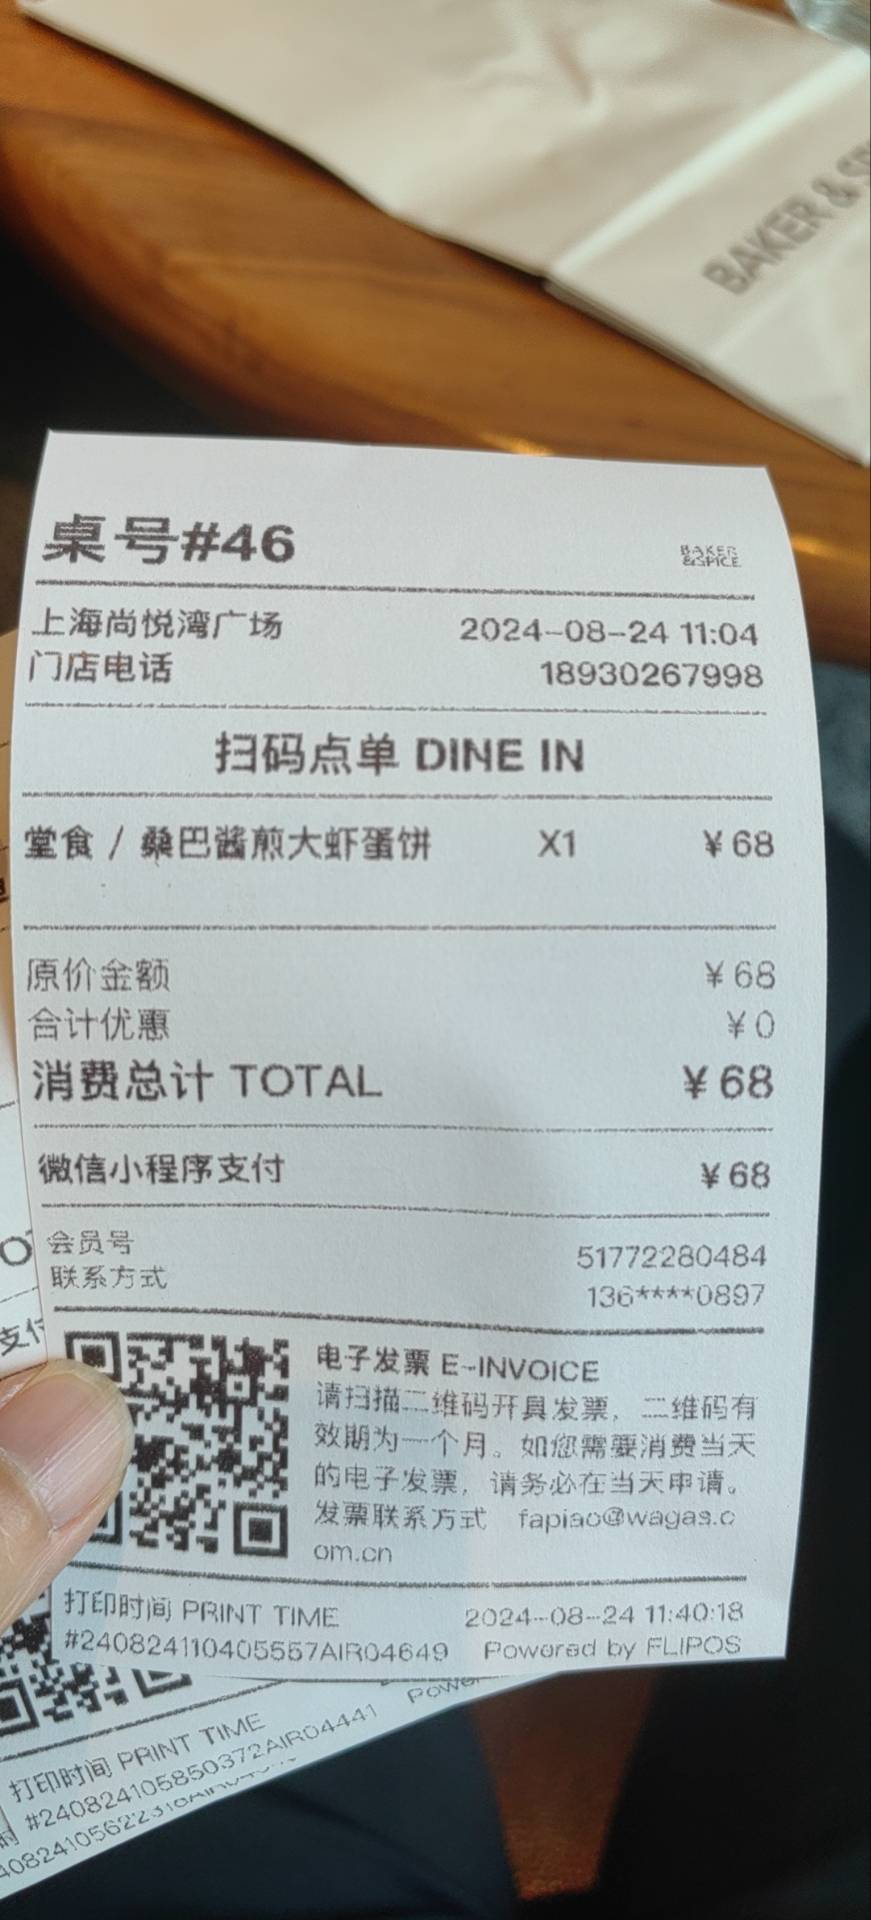 BAKER &
桌号#46
BAKER
&SPICE
上海尚悦湾广场 2024-08-24 11:04
门店电话 18930267998
扫码点单 DINE IN
堂食 / 桑巴酱煎大虾蛋饼 X1 ¥68
原价金额 ¥68
合计优惠 ¥0
消费总计 TOTAL ¥68
微信小程序支付 ¥68
会员号 51772280484
联系方式 136****0897
电子发票 E-INVOICE
请扫描二维码开具发票，二维码有
效期为一个月。如您需要消费当天
的电子发票，请务必在当天申请。
发票联系方式 fapiao@wagas.c
om.cn
打印时间 PRINT TIME 2024-08-24 11:40:18
#240824110405557AIR04649 Powered by FLIPOS
支付
打印时间 PRINT TIME
#240824105850372AIR04441